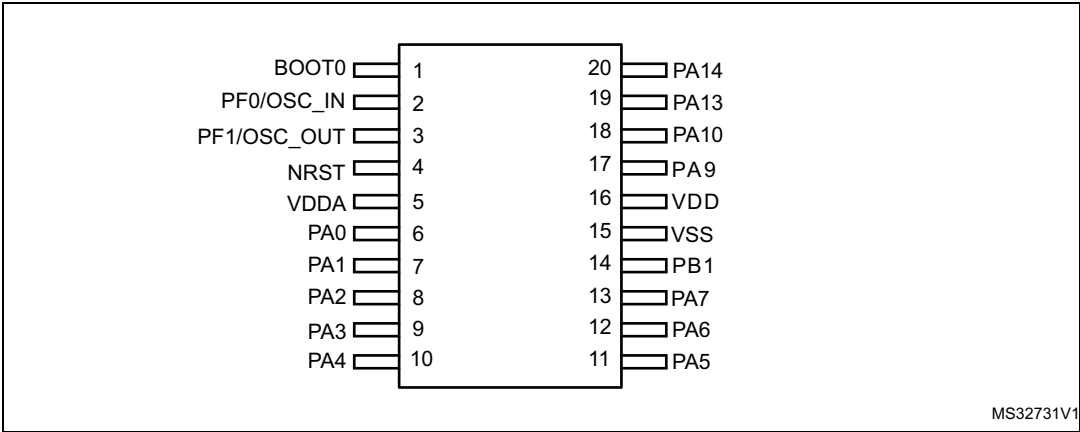 BOOT0 1 20 PA14
PF0/OSC_IN 2 19 PA13
PF1/OSC_OUT 3 18 PA10
NRST 4 17 PA9
VDDA 5 16 VDD
PA0 6 15 VSS
PA1 7 14 PB1
PA2 8 13 PA7
PA3 9 12 PA6
PA4 10 11 PA5
MS32731V1